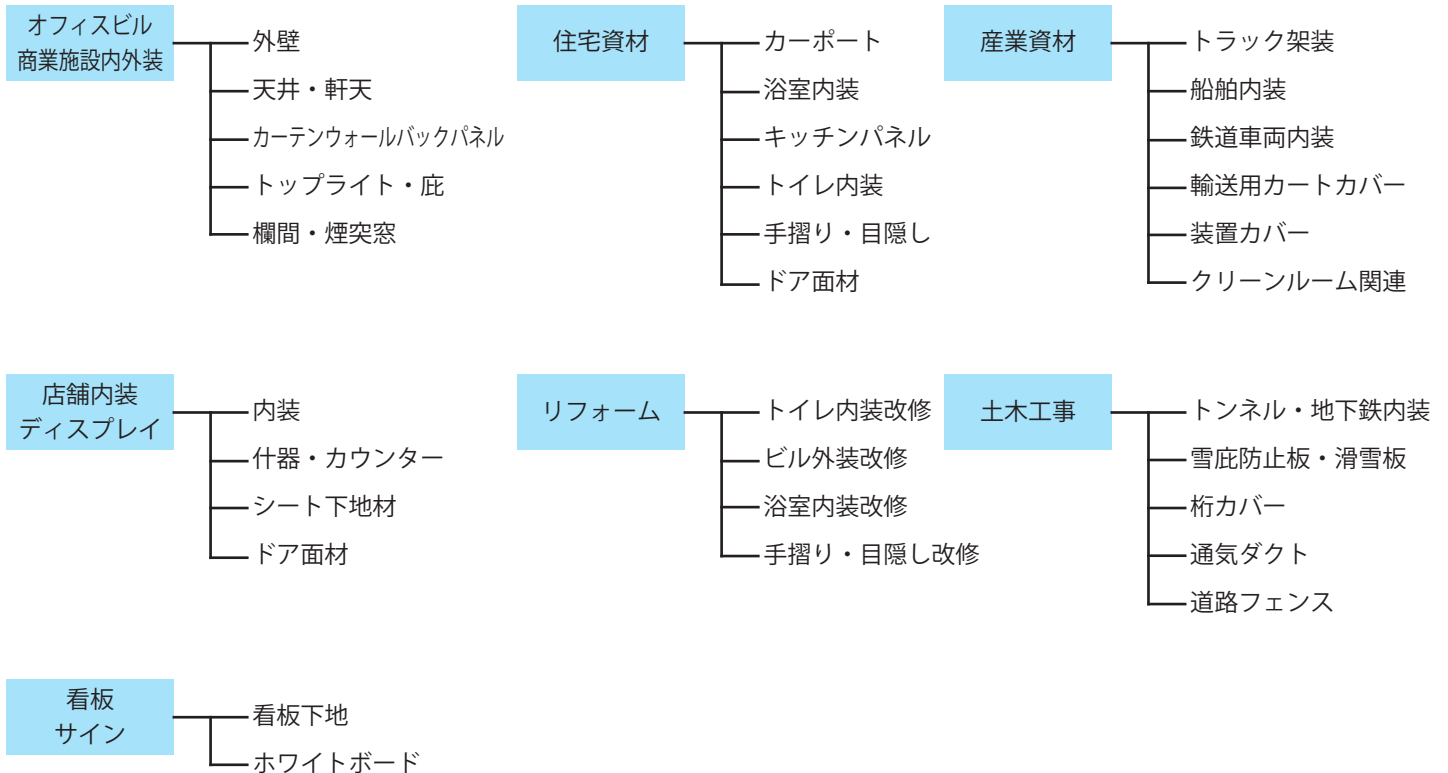 オフィスビル
商業施設内外装
外壁
天井・軒天
カーテンウォールバックパネル
トップライト・庇
欄間・煙突窓
住宅資材
カーポート
浴室内装
キッチンパネル
トイレ内装
手摺り・目隠し
ドア面材
産業資材
トラック架装
船舶内装
鉄道車両内装
輸送用カートカバー
装置カバー
クリーンルーム関連
店舗内装
ディスプレイ
内装
什器・カウンター
シート下地材
ドア面材
リフォーム
トイレ内装改修
ビル外装改修
浴室内装改修
手摺り・目隠し改修
土木工事
トンネル・地下鉄内装
雪庇防止板・滑雪板
桁カバー
通気ダクト
道路フェンス
看板
サイン
看板下地
ホワイトボード